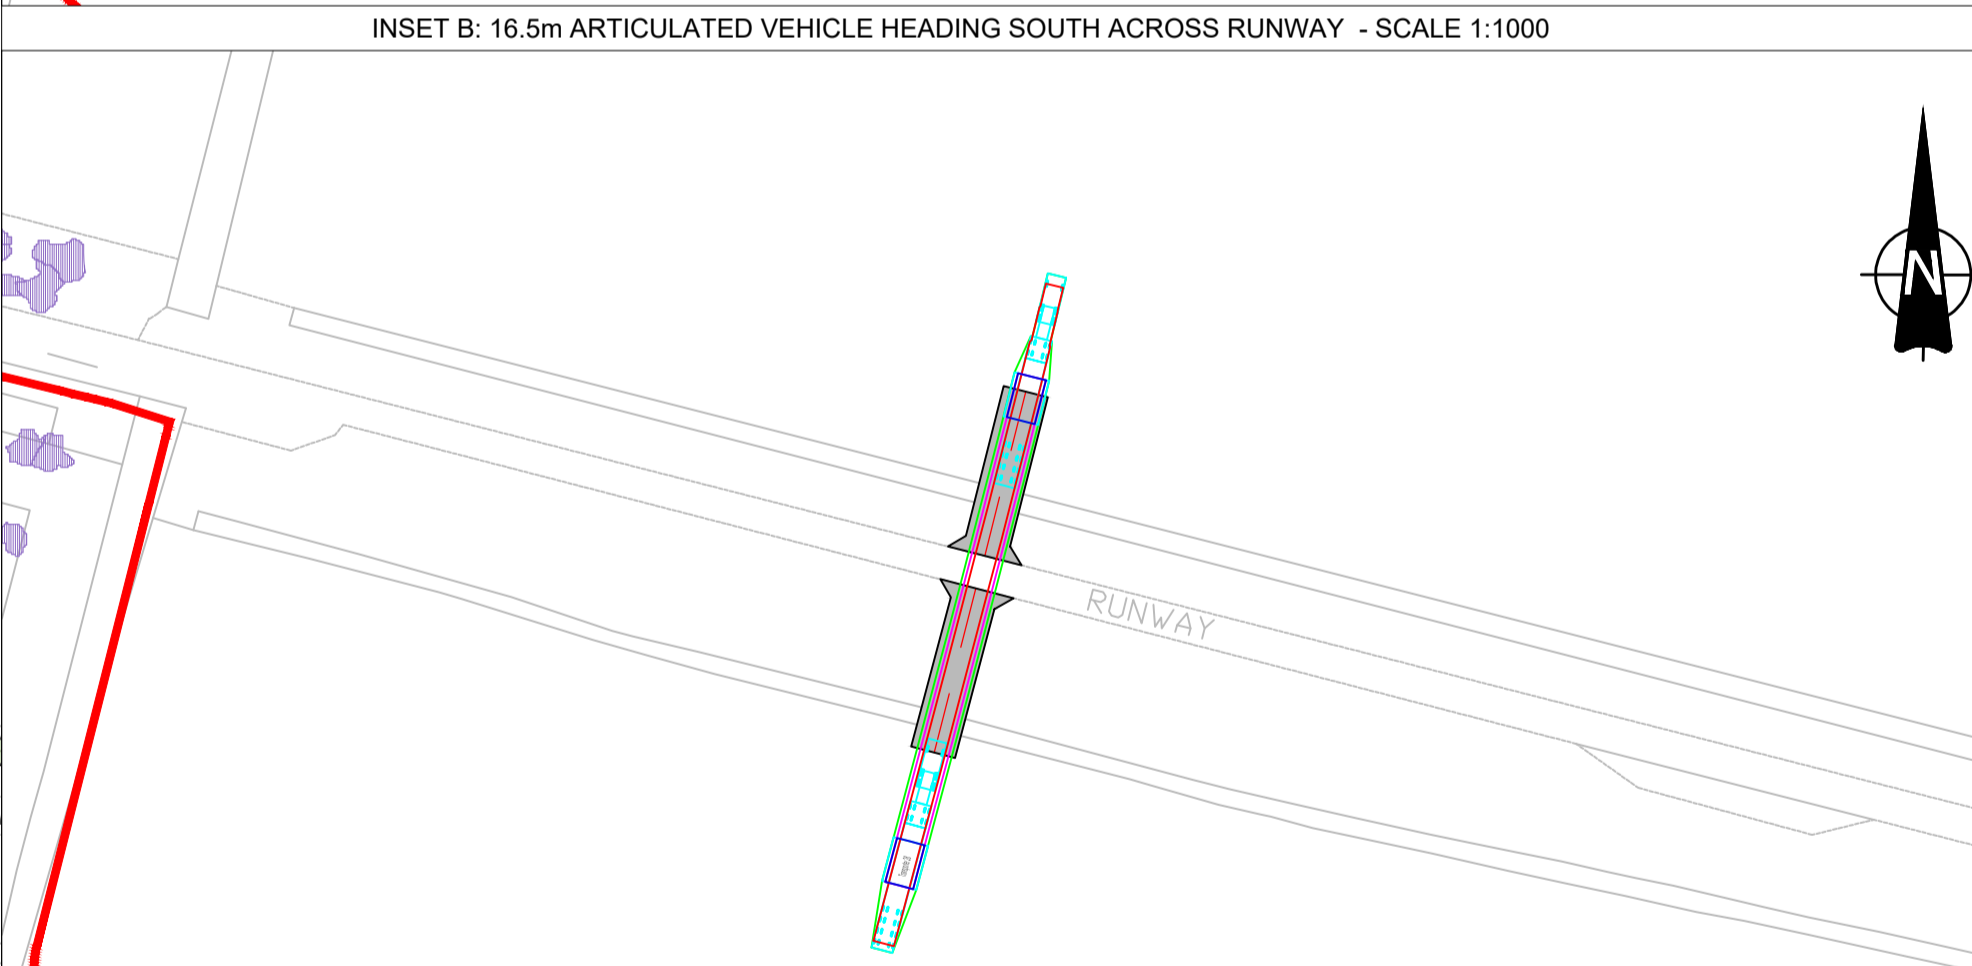 INSET B: 16.5m ARTICULATED VEHICLE HEADING SOUTH ACROSS RUNWAY - SCALE 1:1000
N
RUNWAY